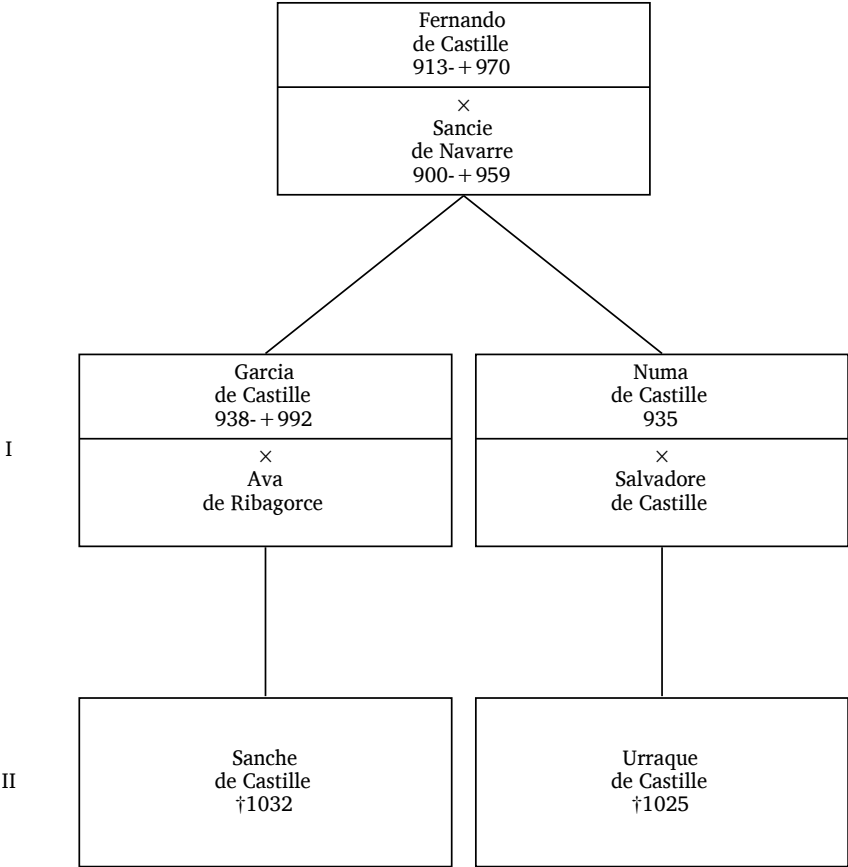 Fernando
de Castille
913-+970
×
Sancie
de Navarre
900-+959
I
Garcia
de Castille
938-+992
×
Ava
de Ribagorce
Numa
de Castille
935
×
Salvadore
de Castille
II
Sanche
de Castille
†1032
Urraque
de Castille
†1025